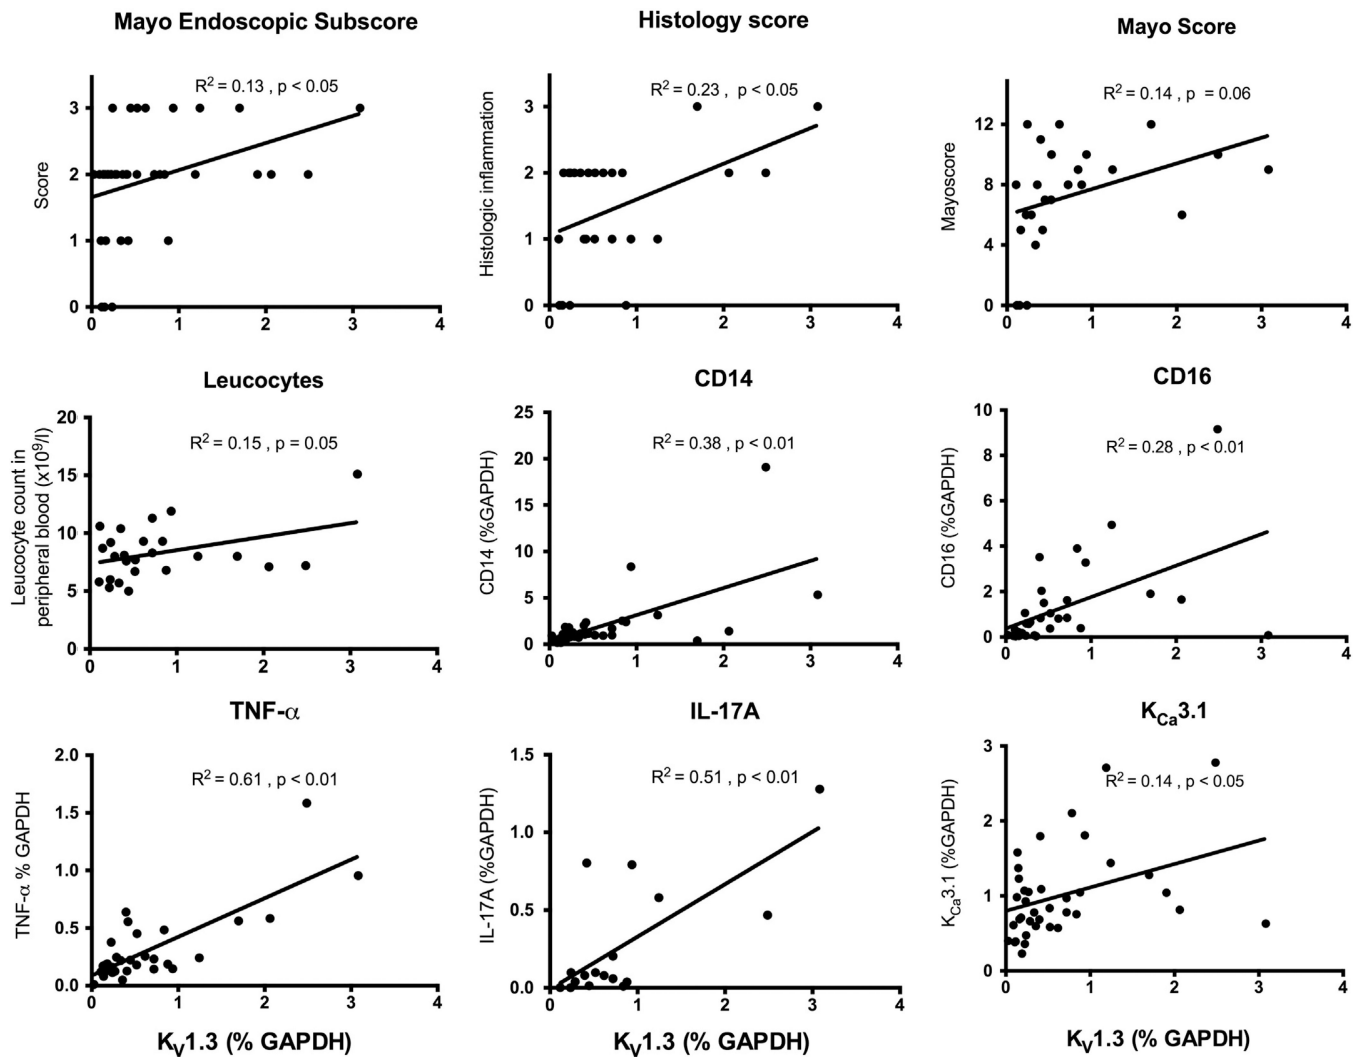 Mayo Endoscopic Subscore
R² = 0.13 , p < 0.05
Score
3
2
1
0
0 1 2 3 4
Histology score
R² = 0.23 , p < 0.05
Histologic inflammation
3
2
1
0
0 1 2 3 4
Mayo Score
R² = 0.14 , p = 0.06
Mayoscore
12
8
4
0
0 1 2 3 4
Leucocytes
R² = 0.15 , p = 0.05
Leucocyte count in
peripheral blood (x10⁹/l)
20
15
10
5
0
0 1 2 3 4
CD14
R² = 0.38 , p < 0.01
CD14 (%GAPDH)
25
20
15
10
5
0
0 1 2 3 4
CD16
R² = 0.28 , p < 0.01
CD16 (%GAPDH)
10
8
6
4
2
0
0 1 2 3 4
TNF-α
R² = 0.61 , p < 0.01
TNF-α % GAPDH
2.0
1.5
1.0
0.5
0.0
0 1 2 3 4
Kv1.3 (% GAPDH)
IL-17A
R² = 0.51 , p < 0.01
IL-17A (%GAPDH)
1.5
1.0
0.5
0.0
0 1 2 3 4
Kv1.3 (% GAPDH)
KCa3.1
R² = 0.14 , p < 0.05
KCa3.1 (%GAPDH)
3
2
1
0
0 1 2 3 4
Kv1.3 (% GAPDH)